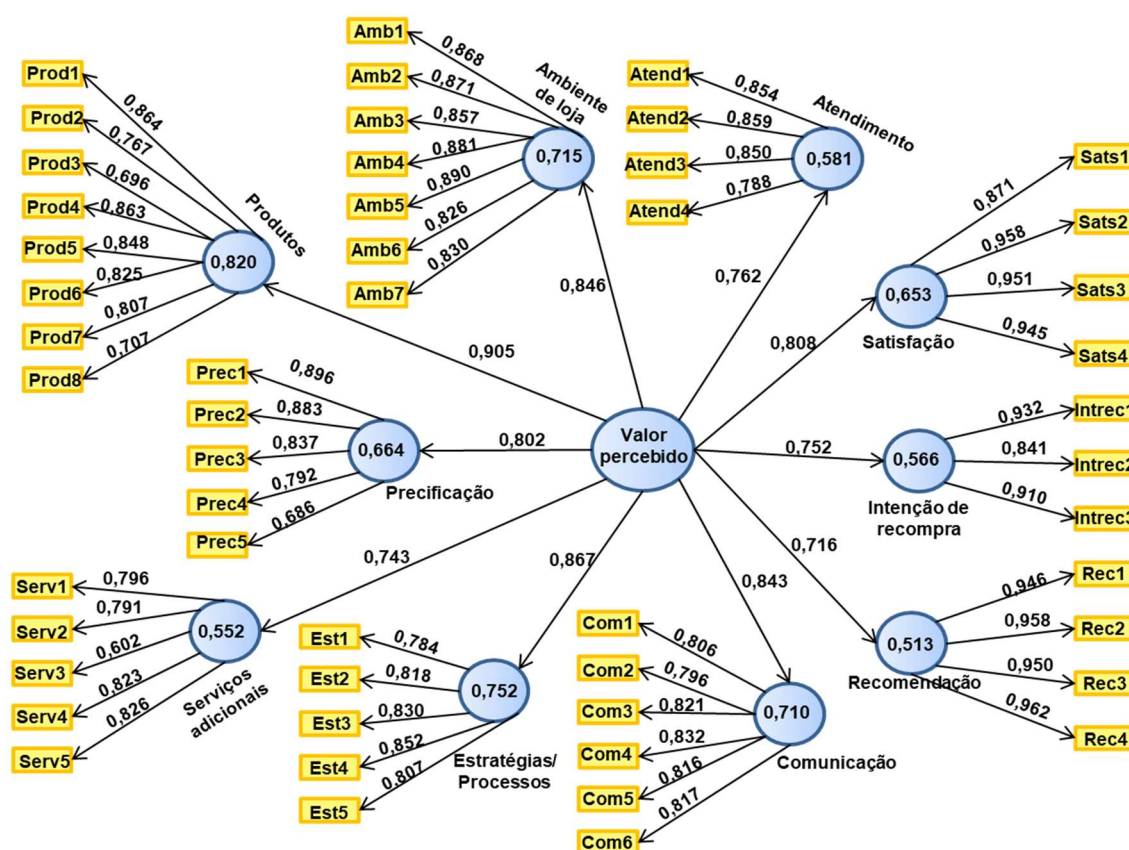 Prod1
Prod2
Prod3
Prod4
Prod5
Prod6
Prod7
Prod8
0,864
0,767
0,696
0,863
0,848
0,825
0,807
0,707
Produtos
0,820
0,905
Amb1
Amb2
Amb3
Amb4
Amb5
Amb6
Amb7
0,868
0,871
0,857
0,881
0,890
0,826
0,830
Ambiente
de loja
0,715
0,846
Atend1
Atend2
Atend3
Atend4
0,854
0,859
0,850
0,788
Atendimento
0,581
0,762
Sats1
Sats2
Sats3
Sats4
0,871
0,958
0,951
0,945
0,653
Satisfação
0,808
Prec1
Prec2
Prec3
Prec4
Prec5
0,896
0,883
0,837
0,792
0,686
0,664
Precificação
0,802
Valor
percebido
0,752
0,566
Intenção de
recompra
0,932
0,841
0,910
Intrec1
Intrec2
Intrec3
Serv1
Serv2
Serv3
Serv4
Serv5
0,796
0,791
0,602
0,823
0,826
0,552
Serviços
adicionais
0,743
Est1
Est2
Est3
Est4
Est5
0,784
0,818
0,830
0,852
0,807
0,752
Estratégias/
Processos
0,867
Com1
Com2
Com3
Com4
Com5
Com6
0,806
0,796
0,821
0,832
0,816
0,817
0,710
Comunicação
0,843
0,716
0,513
Recomendação
0,946
0,958
0,950
0,962
Rec1
Rec2
Rec3
Rec4